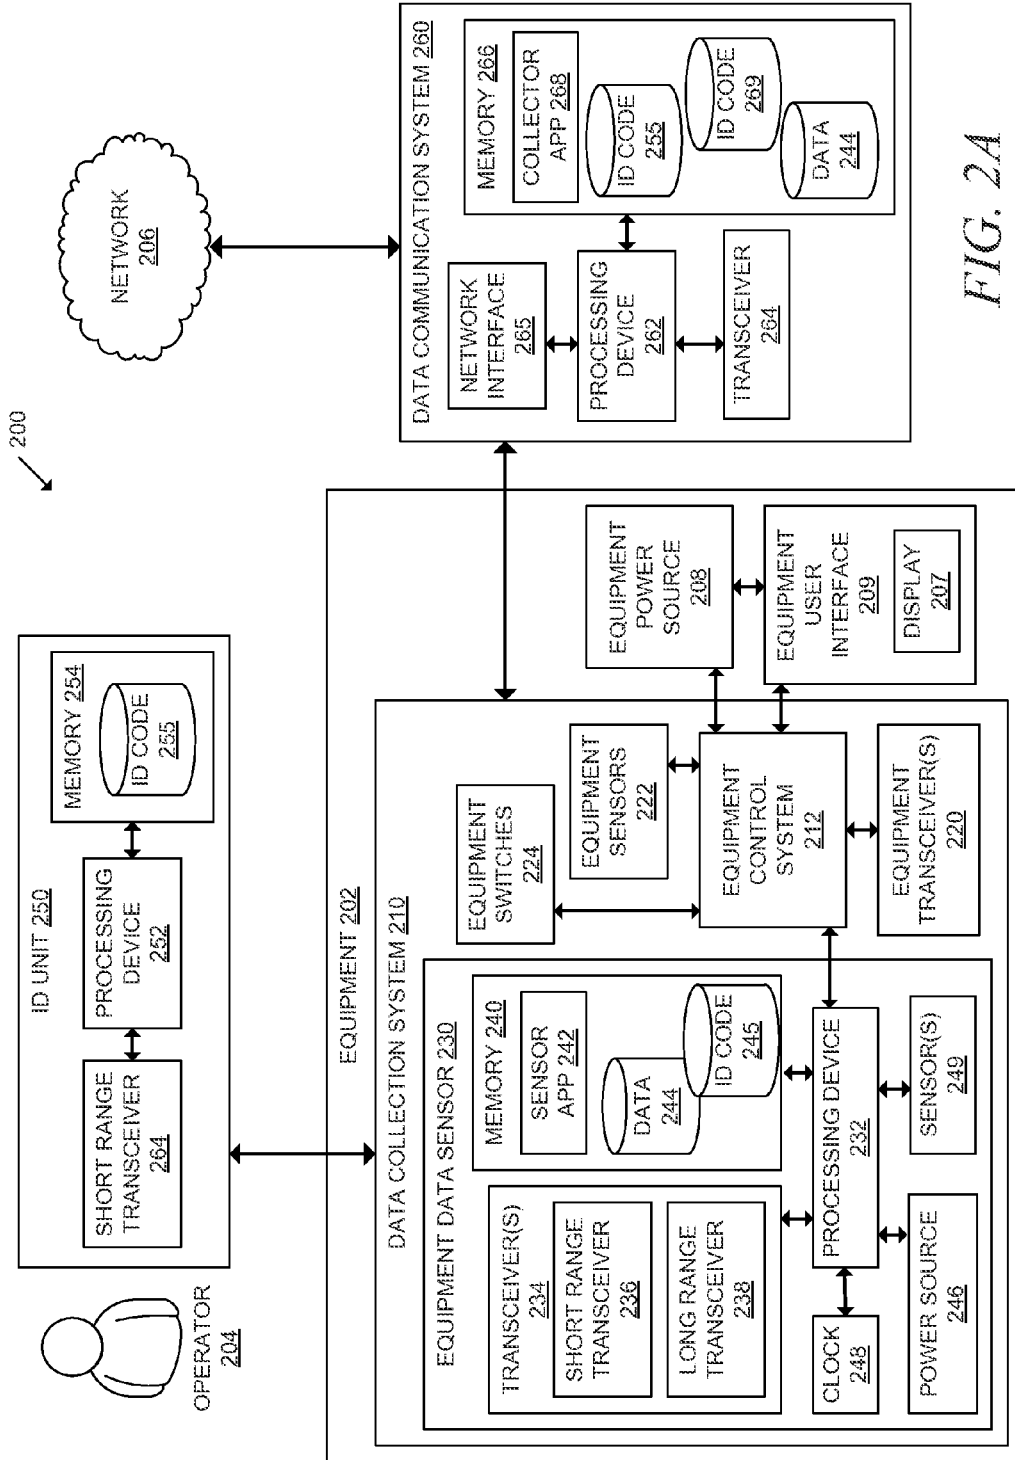 200
OPERATOR
204
ID UNIT 250
SHORT RANGE
TRANSCEIVER
264
PROCESSING
DEVICE
252
MEMORY 254
ID CODE
255
NETWORK
206
EQUIPMENT 202
DATA COLLECTION SYSTEM 210
EQUIPMENT DATA SENSOR 230
TRANSCEIVER(S)
234
SHORT RANGE
TRANSCEIVER
236
LONG RANGE
TRANSCEIVER
238
MEMORY 240
SENSOR
APP 242
DATA
244
ID CODE
245
CLOCK
248
PROCESSING DEVICE
232
POWER SOURCE
246
SENSOR(S)
249
EQUIPMENT
SWITCHES
224
EQUIPMENT
SENSORS
222
EQUIPMENT
CONTROL
SYSTEM
212
EQUIPMENT
TRANSCEIVER(S)
220
EQUIPMENT
POWER
SOURCE
208
EQUIPMENT
USER
INTERFACE
209
DISPLAY
207
DATA COMMUNICATION SYSTEM 260
NETWORK
INTERFACE
265
PROCESSING
DEVICE
262
TRANSCEIVER
264
MEMORY 266
COLLECTOR
APP 268
ID CODE
255
ID CODE
269
DATA
244
FIG. 2A